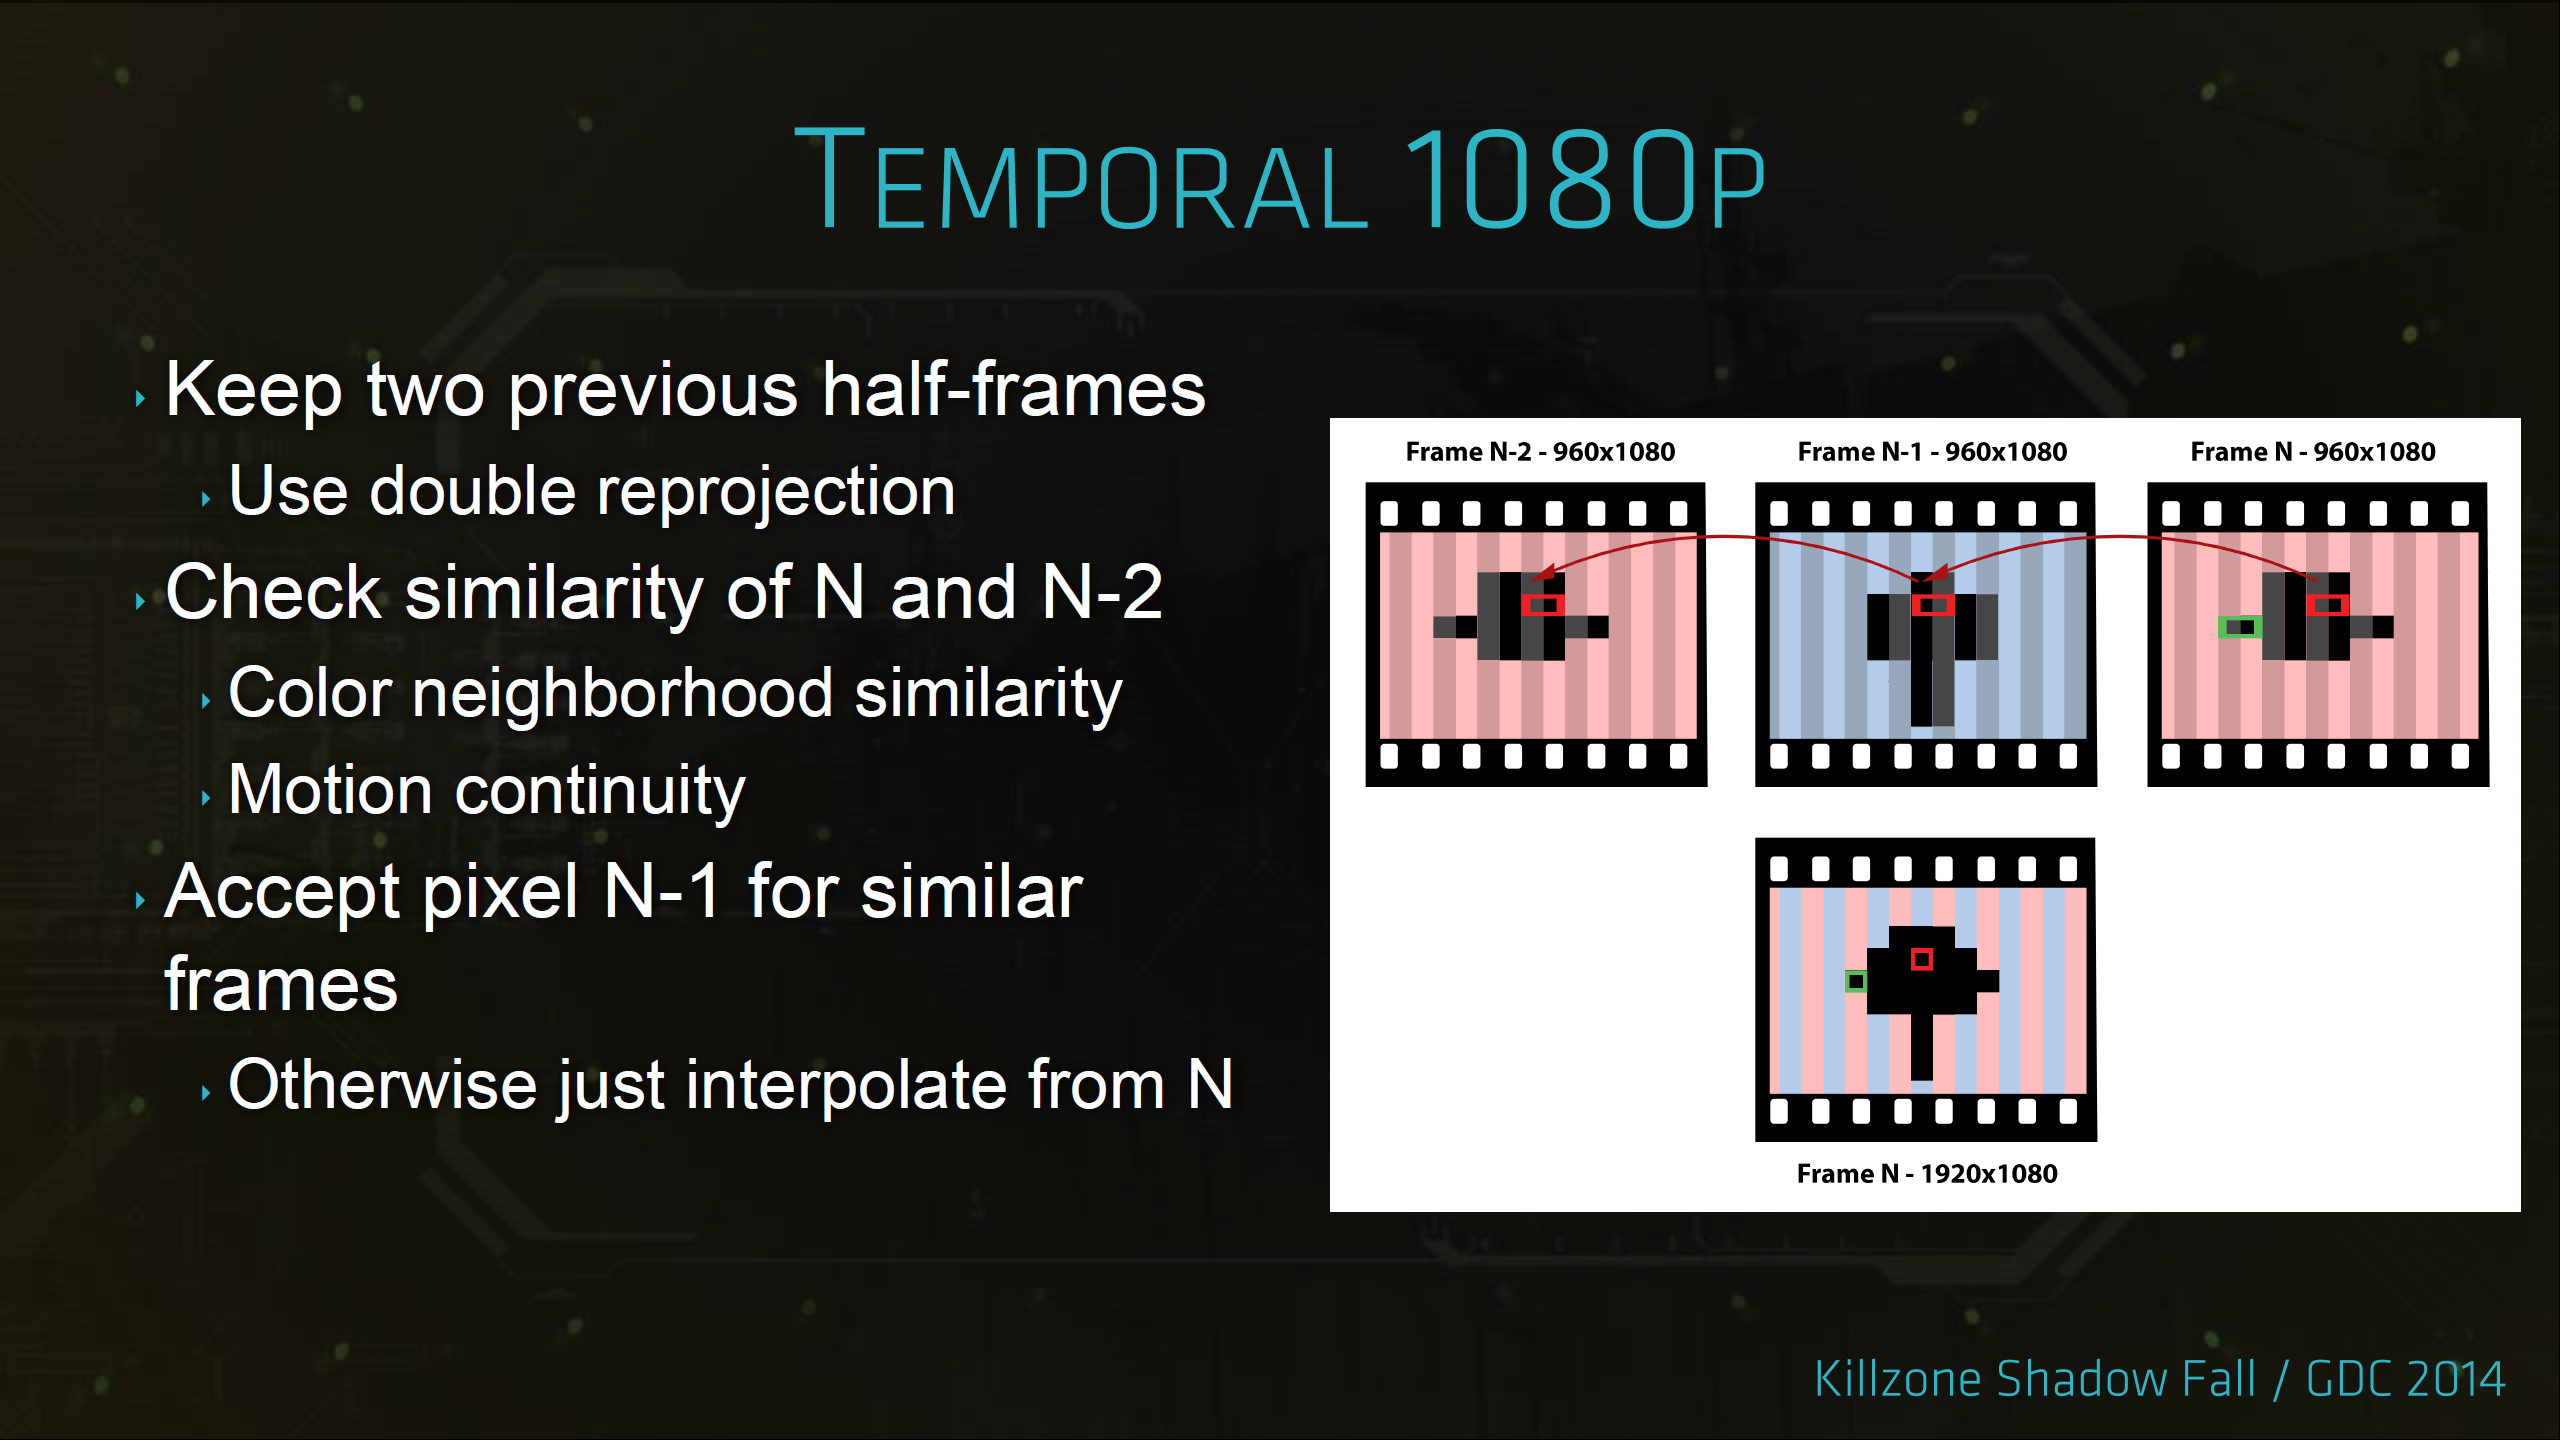 TEMPORAL 1080P
Keep two previous half-frames
Use double reprojection
Check similarity of N and N-2
Color neighborhood similarity
Motion continuity
Accept pixel N-1 for similar
frames
Otherwise just interpolate from N
Frame N-2 - 960x1080
Frame N-1 - 960x1080
Frame N - 960x1080
Frame N - 1920x1080
Killzone Shadow Fall / GDC 2014